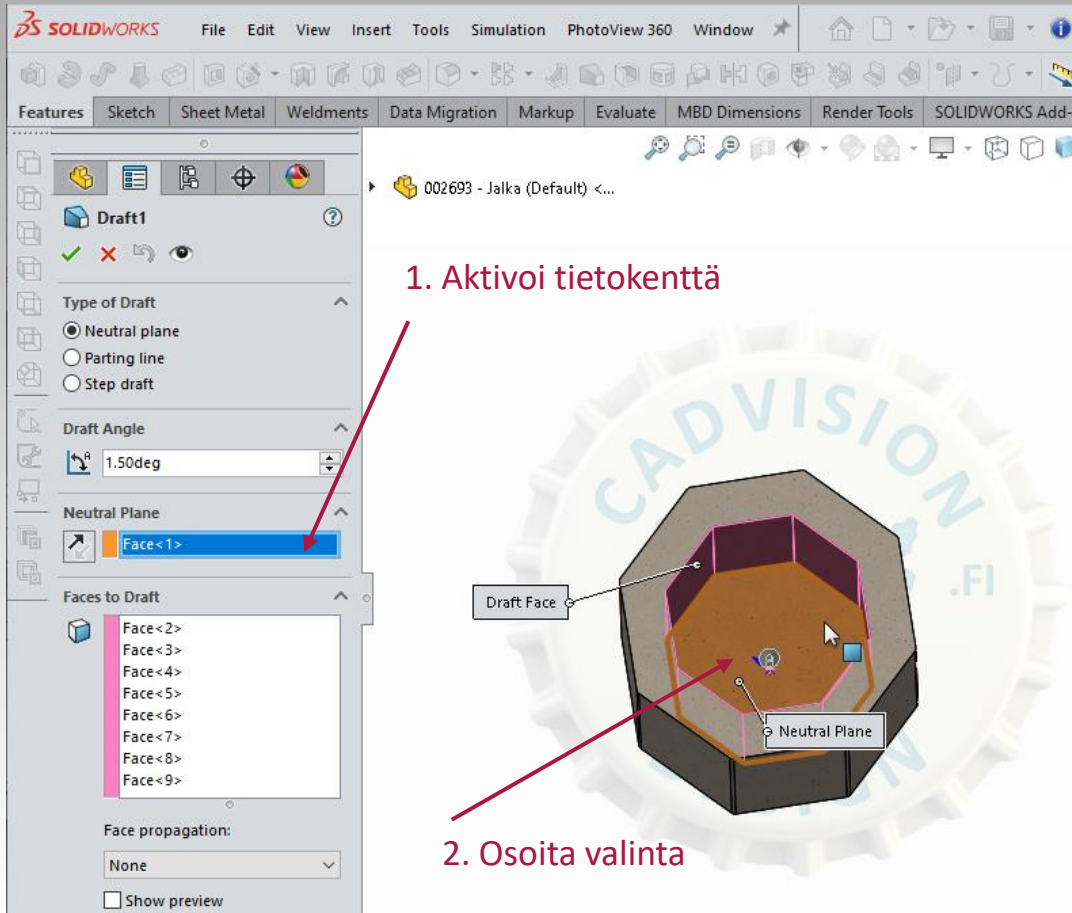 SOLIDWORKS File Edit View Insert Tools Simulation PhotoView 360 Window
Features Sketch Sheet Metal Weldments Data Migration Markup Evaluate MBD Dimensions Render Tools SOLIDWORKS Add-
002693 - Jalka (Default) <...
Draft1
1. Aktivoi tietokenttä
Type of Draft
Neutral plane
Parting line
Step draft
Draft Angle
1.50deg
Neutral Plane
Face<1>
Faces to Draft
Face<2>
Face<3>
Face<4>
Face<5>
Face<6>
Face<7>
Face<8>
Face<9>
Face propagation:
None
Show preview
CADVISION
.FI
Draft Face
Neutral Plane
2. Osoita valinta